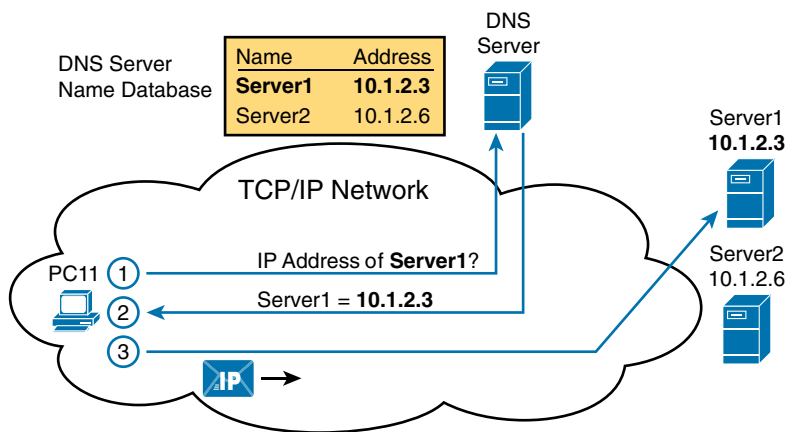 DNS
Server
DNS Server
Name Database
Name Address
Server1 10.1.2.3
Server2 10.1.2.6
Server1
10.1.2.3
TCP/IP Network
Server2
10.1.2.6
PC11
1
IP Address of Server1?
2
Server1 = 10.1.2.3
3
IP